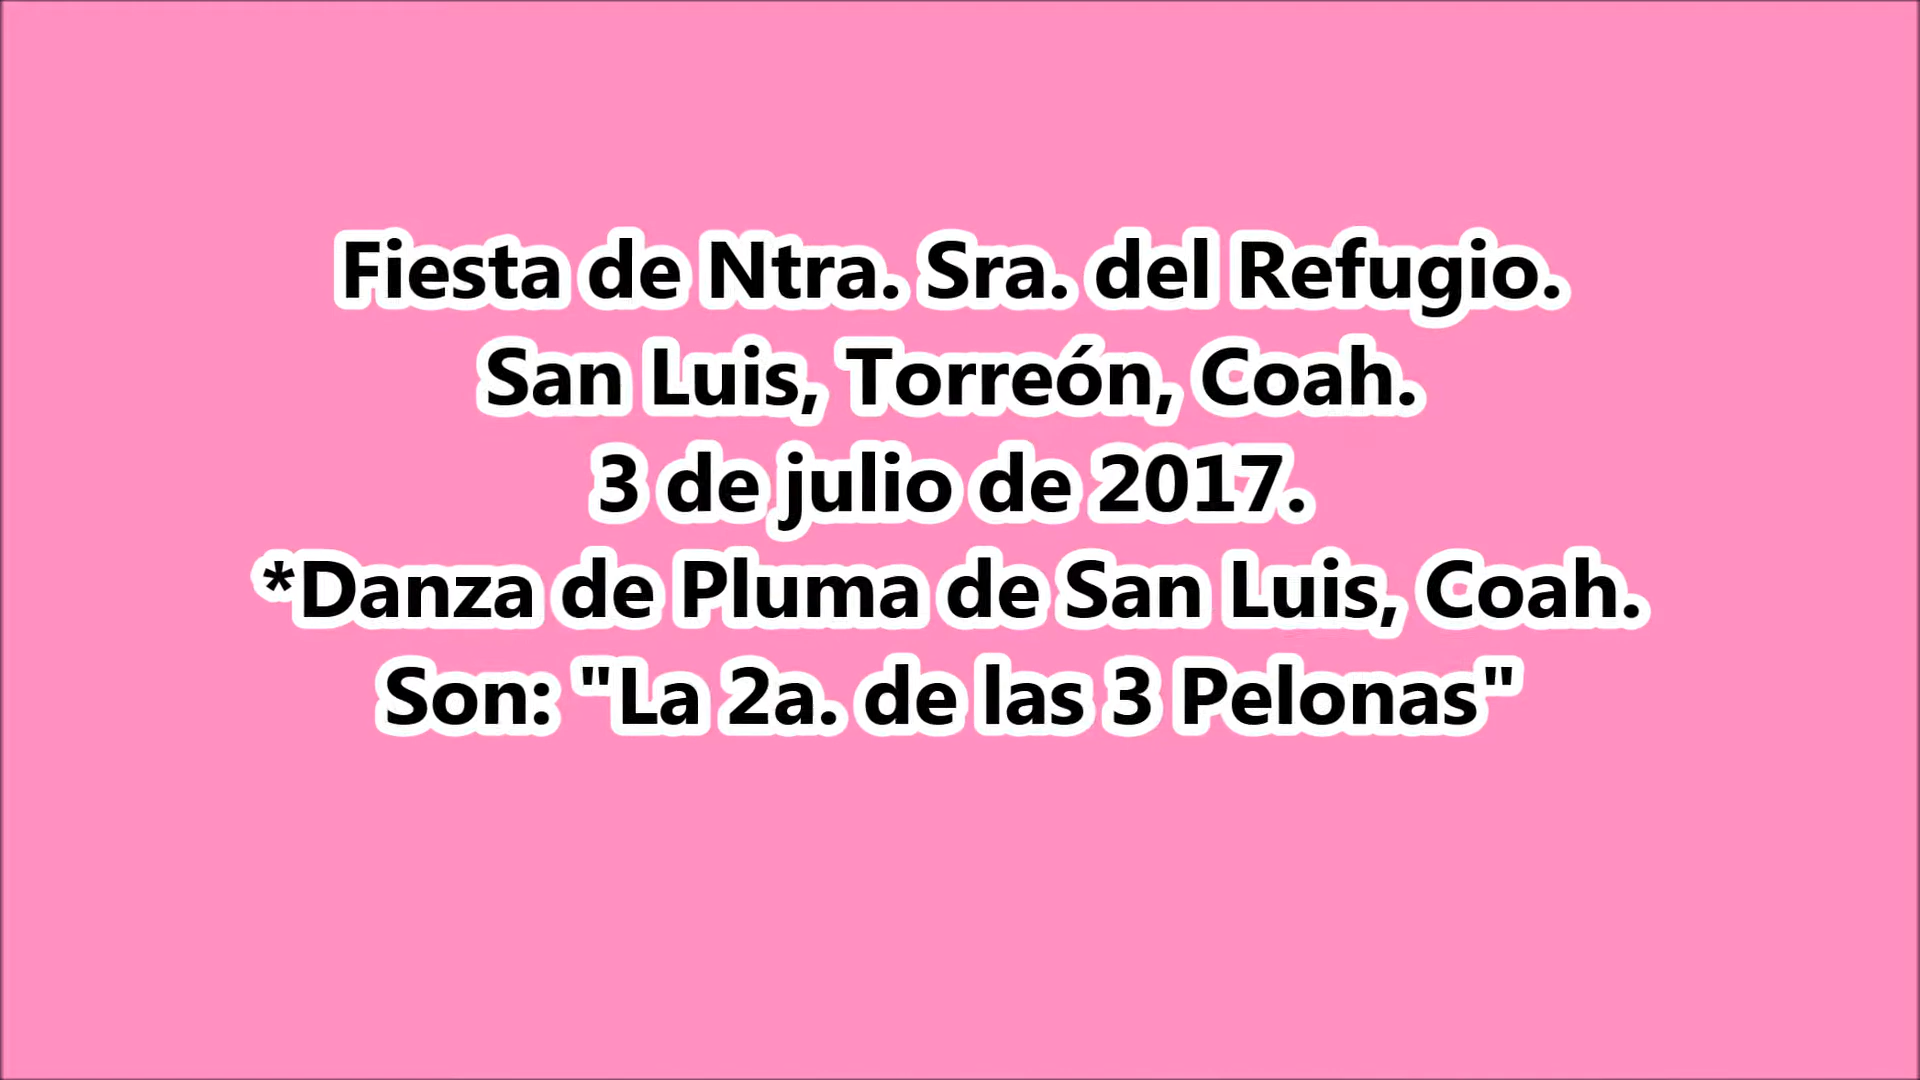 Fiesta de Ntra. Sra. del Refugio.
San Luis, Torreón, Coah.
3 de julio de 2017.
*Danza de Pluma de San Luis, Coah.
Son: "La 2a. de las 3 Pelonas"